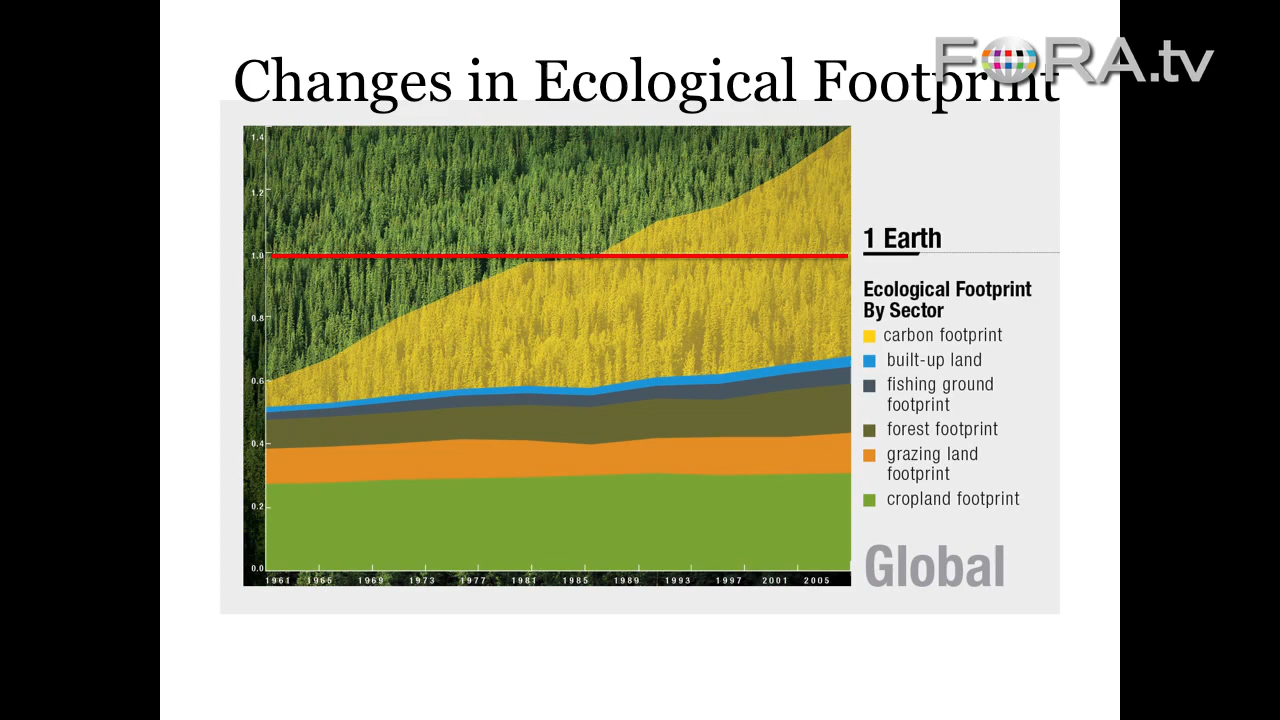 FORA.tv
Changes in Ecological Footprint
1.4
1.2
1.0
0.8
0.6
0.4
0.2
0.0
1961 1965 1969 1973 1977 1981 1985 1989 1993 1997 2001 2005
1 Earth
Ecological Footprint
By Sector
carbon footprint
built-up land
fishing ground
footprint
forest footprint
grazing land
footprint
cropland footprint
Global